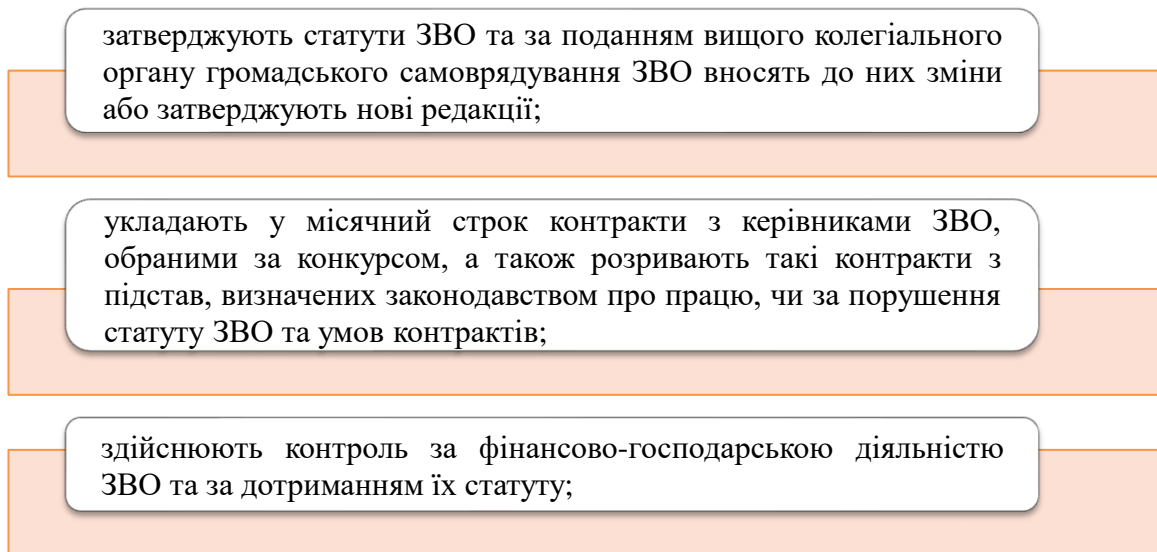 затверджують статути ЗВО та за поданням вищого колегіального
органу громадського самоврядування ЗВО вносять до них зміни
або затверджують нові редакції;
укладають у місячний строк контракти з керівниками ЗВО,
обраними за конкурсом, а також розривають такі контракти з
підстав, визначених законодавством про працю, чи за порушення
статуту ЗВО та умов контрактів;
здійснюють контроль за фінансово-господарською діяльністю
ЗВО та за дотриманням їх статуту;